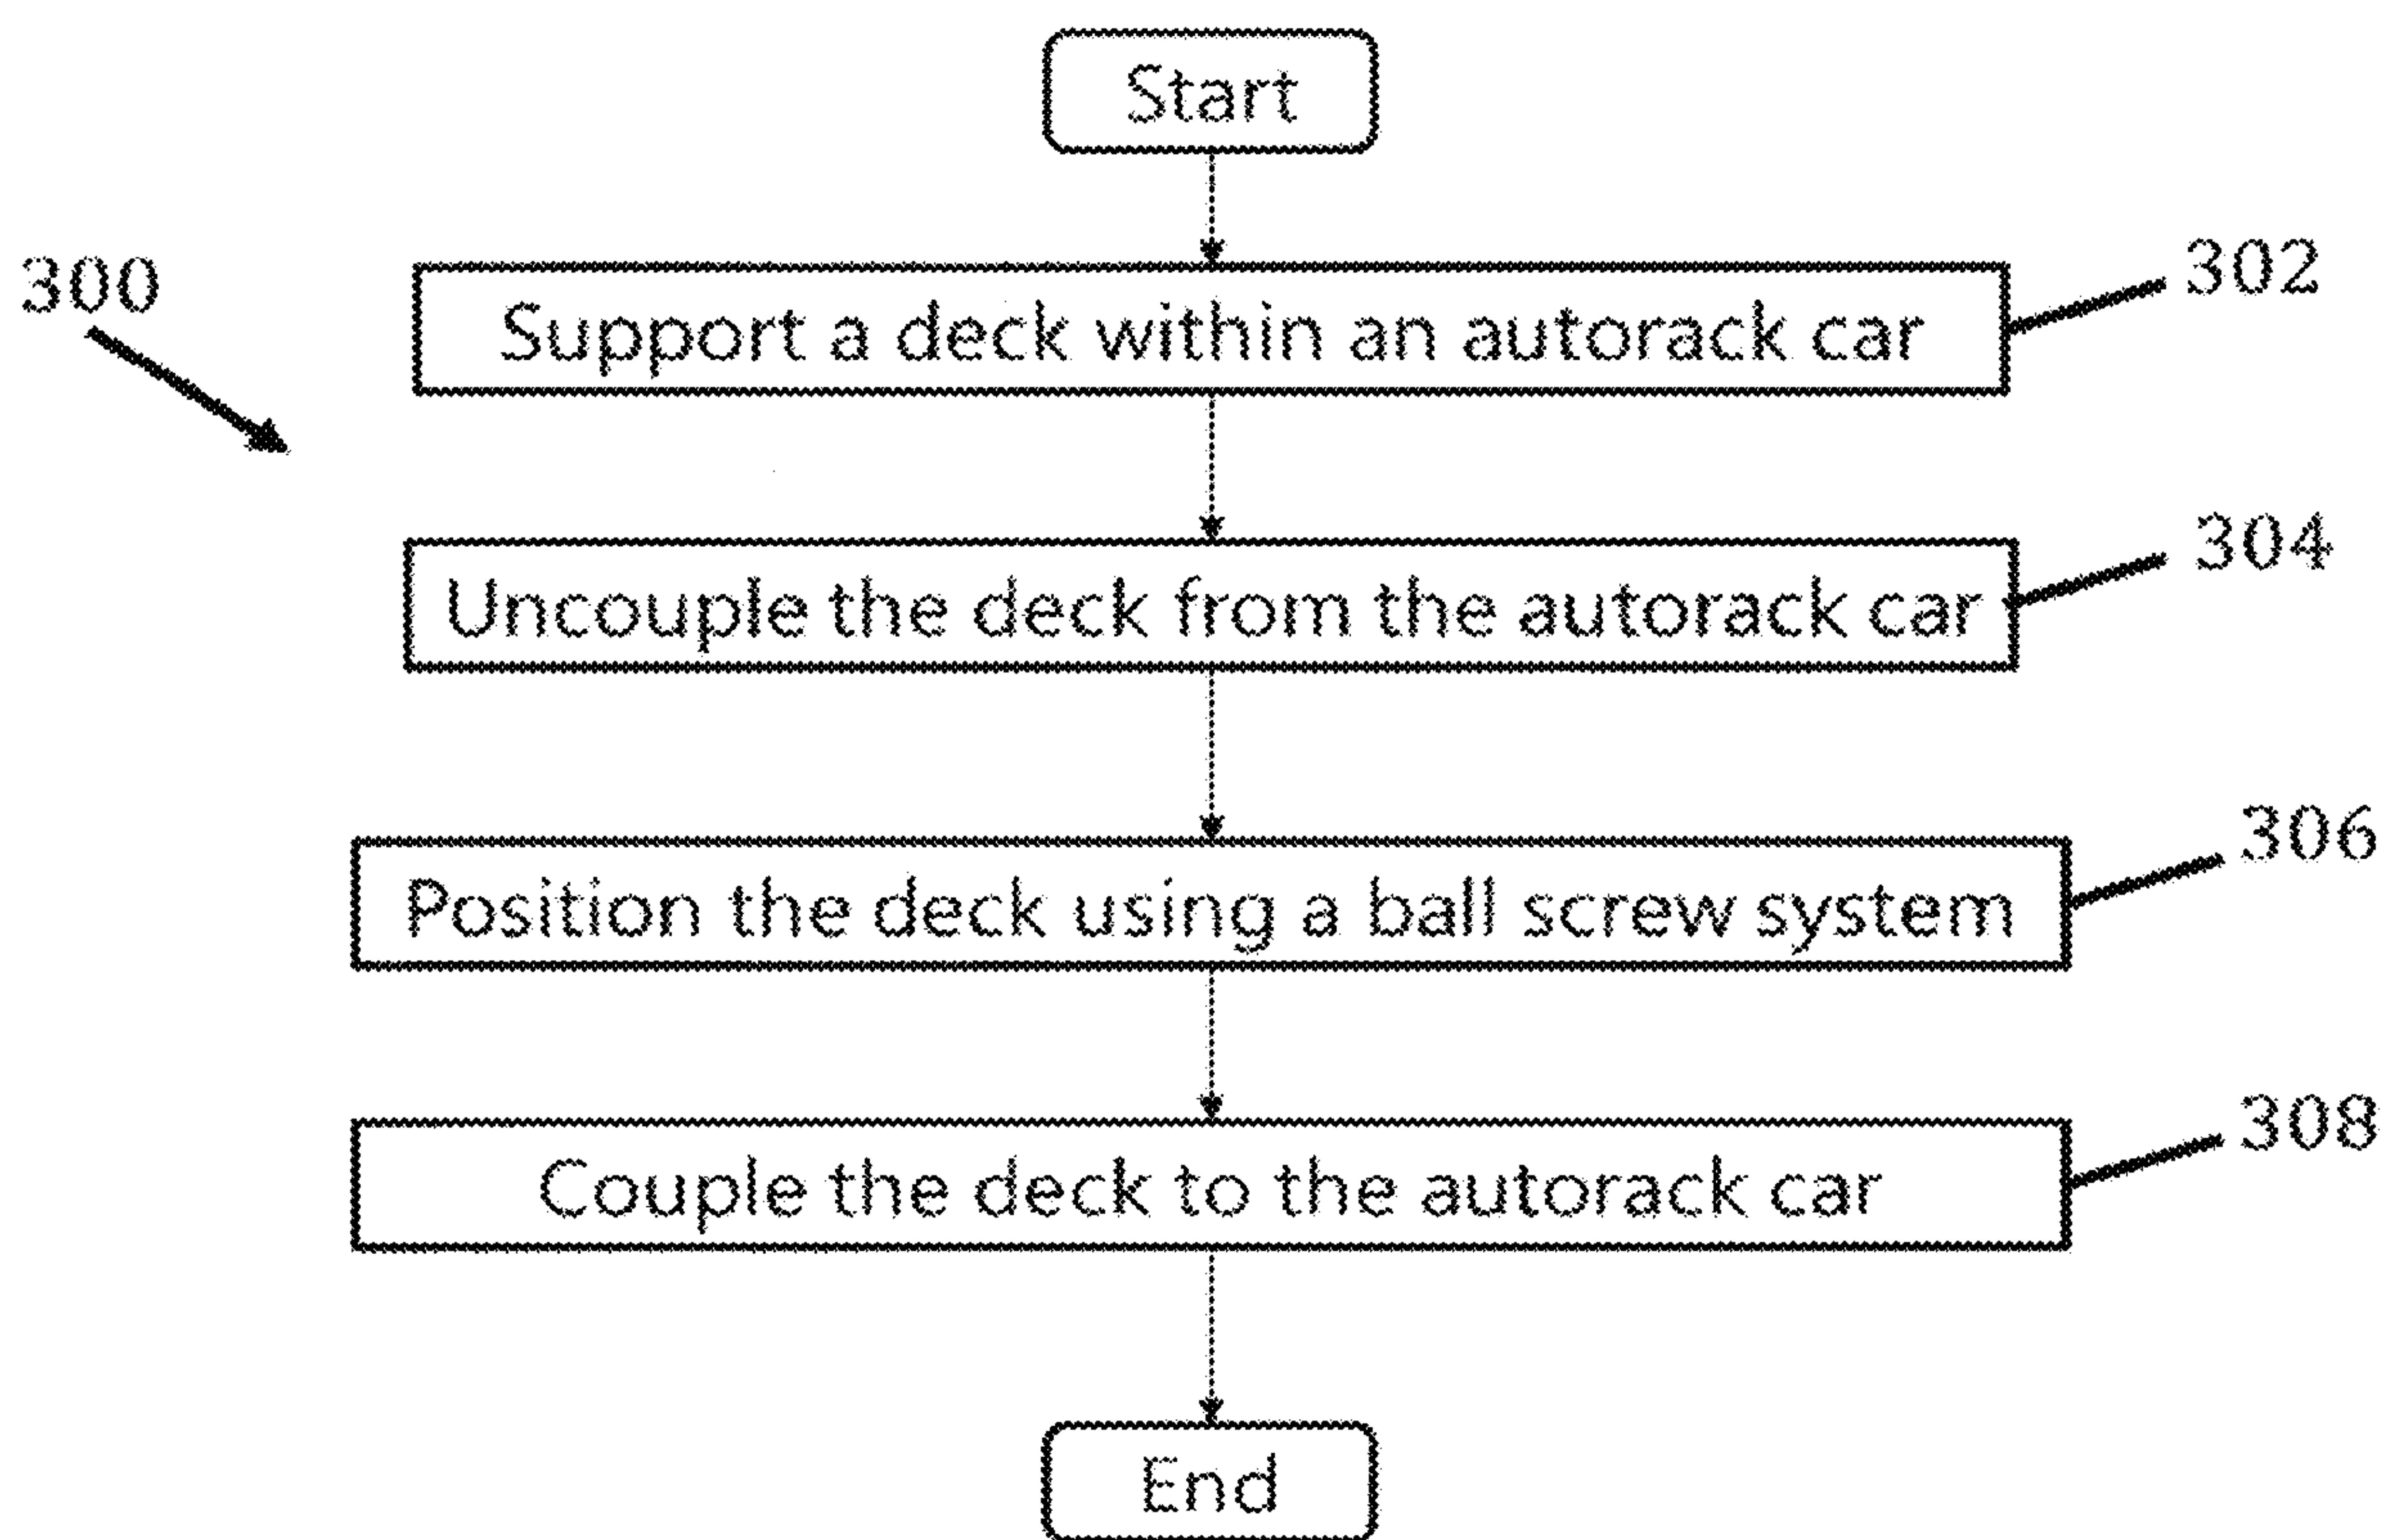 Start
300
Support a deck within an autorack car
302
Uncouple the deck from the autorack car
304
Position the deck using a ball screw system
306
Couple the deck to the autorack car
308
End